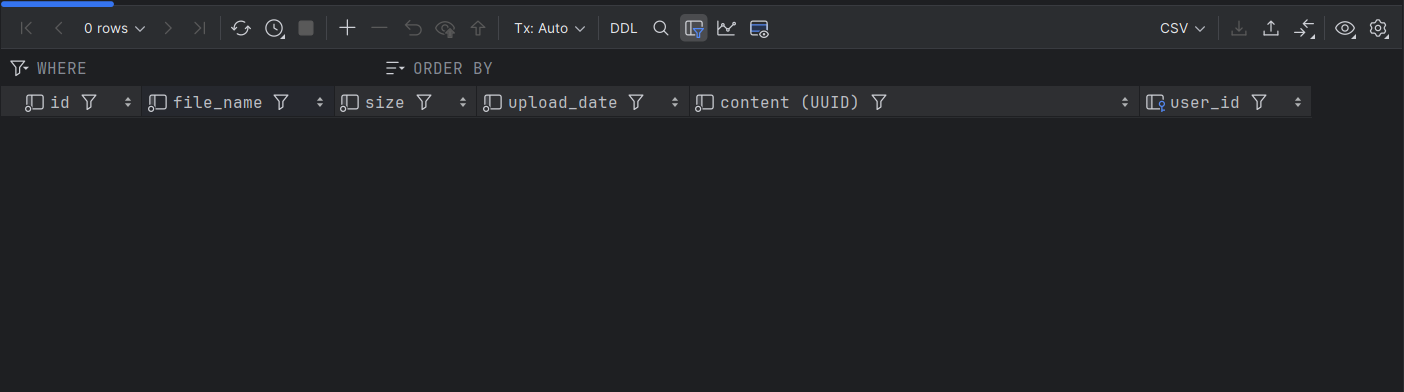 0 rows Tx: Auto DDL CSV
WHERE ORDER BY
id file_name size upload_date content (UUID) user_id